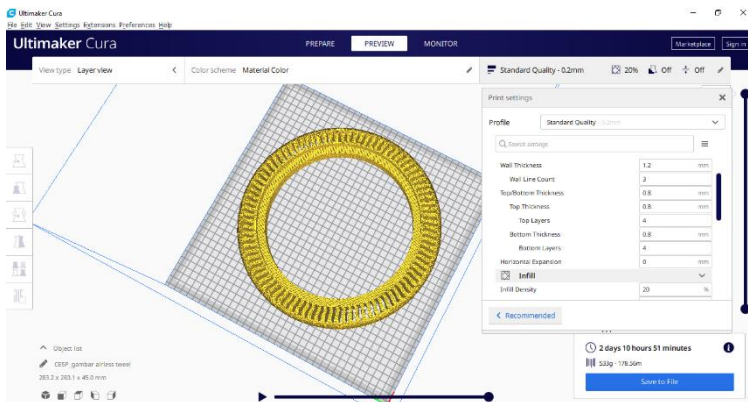 Ultimaker Cura
File Edit View Settings Extensions Preferences Help
Ultimaker Cura
PREPARE
PREVIEW
MONITOR
Marketplace
Sign in
View type Layer view
Color scheme Material Color
Standard Quality - 0.2mm
20%
Off
Off
Print settings
Profile
Standard Quality - 0.2mm
Search settings
Wall Thickness 1.2 mm
Wall Line Count 3
Top/Bottom Thickness 0.8 mm
Top Thickness 0.8 mm
Top Layers 4
Bottom Thickness 0.8 mm
Bottom Layers 4
Horizontal Expansion 0 mm
Infill
Infill Density 20 %
Recommended
Object list
283.2 x 283.1 x 45.0 mm
2 days 10 hours 51 minutes
533g - 178.56m
Save to File